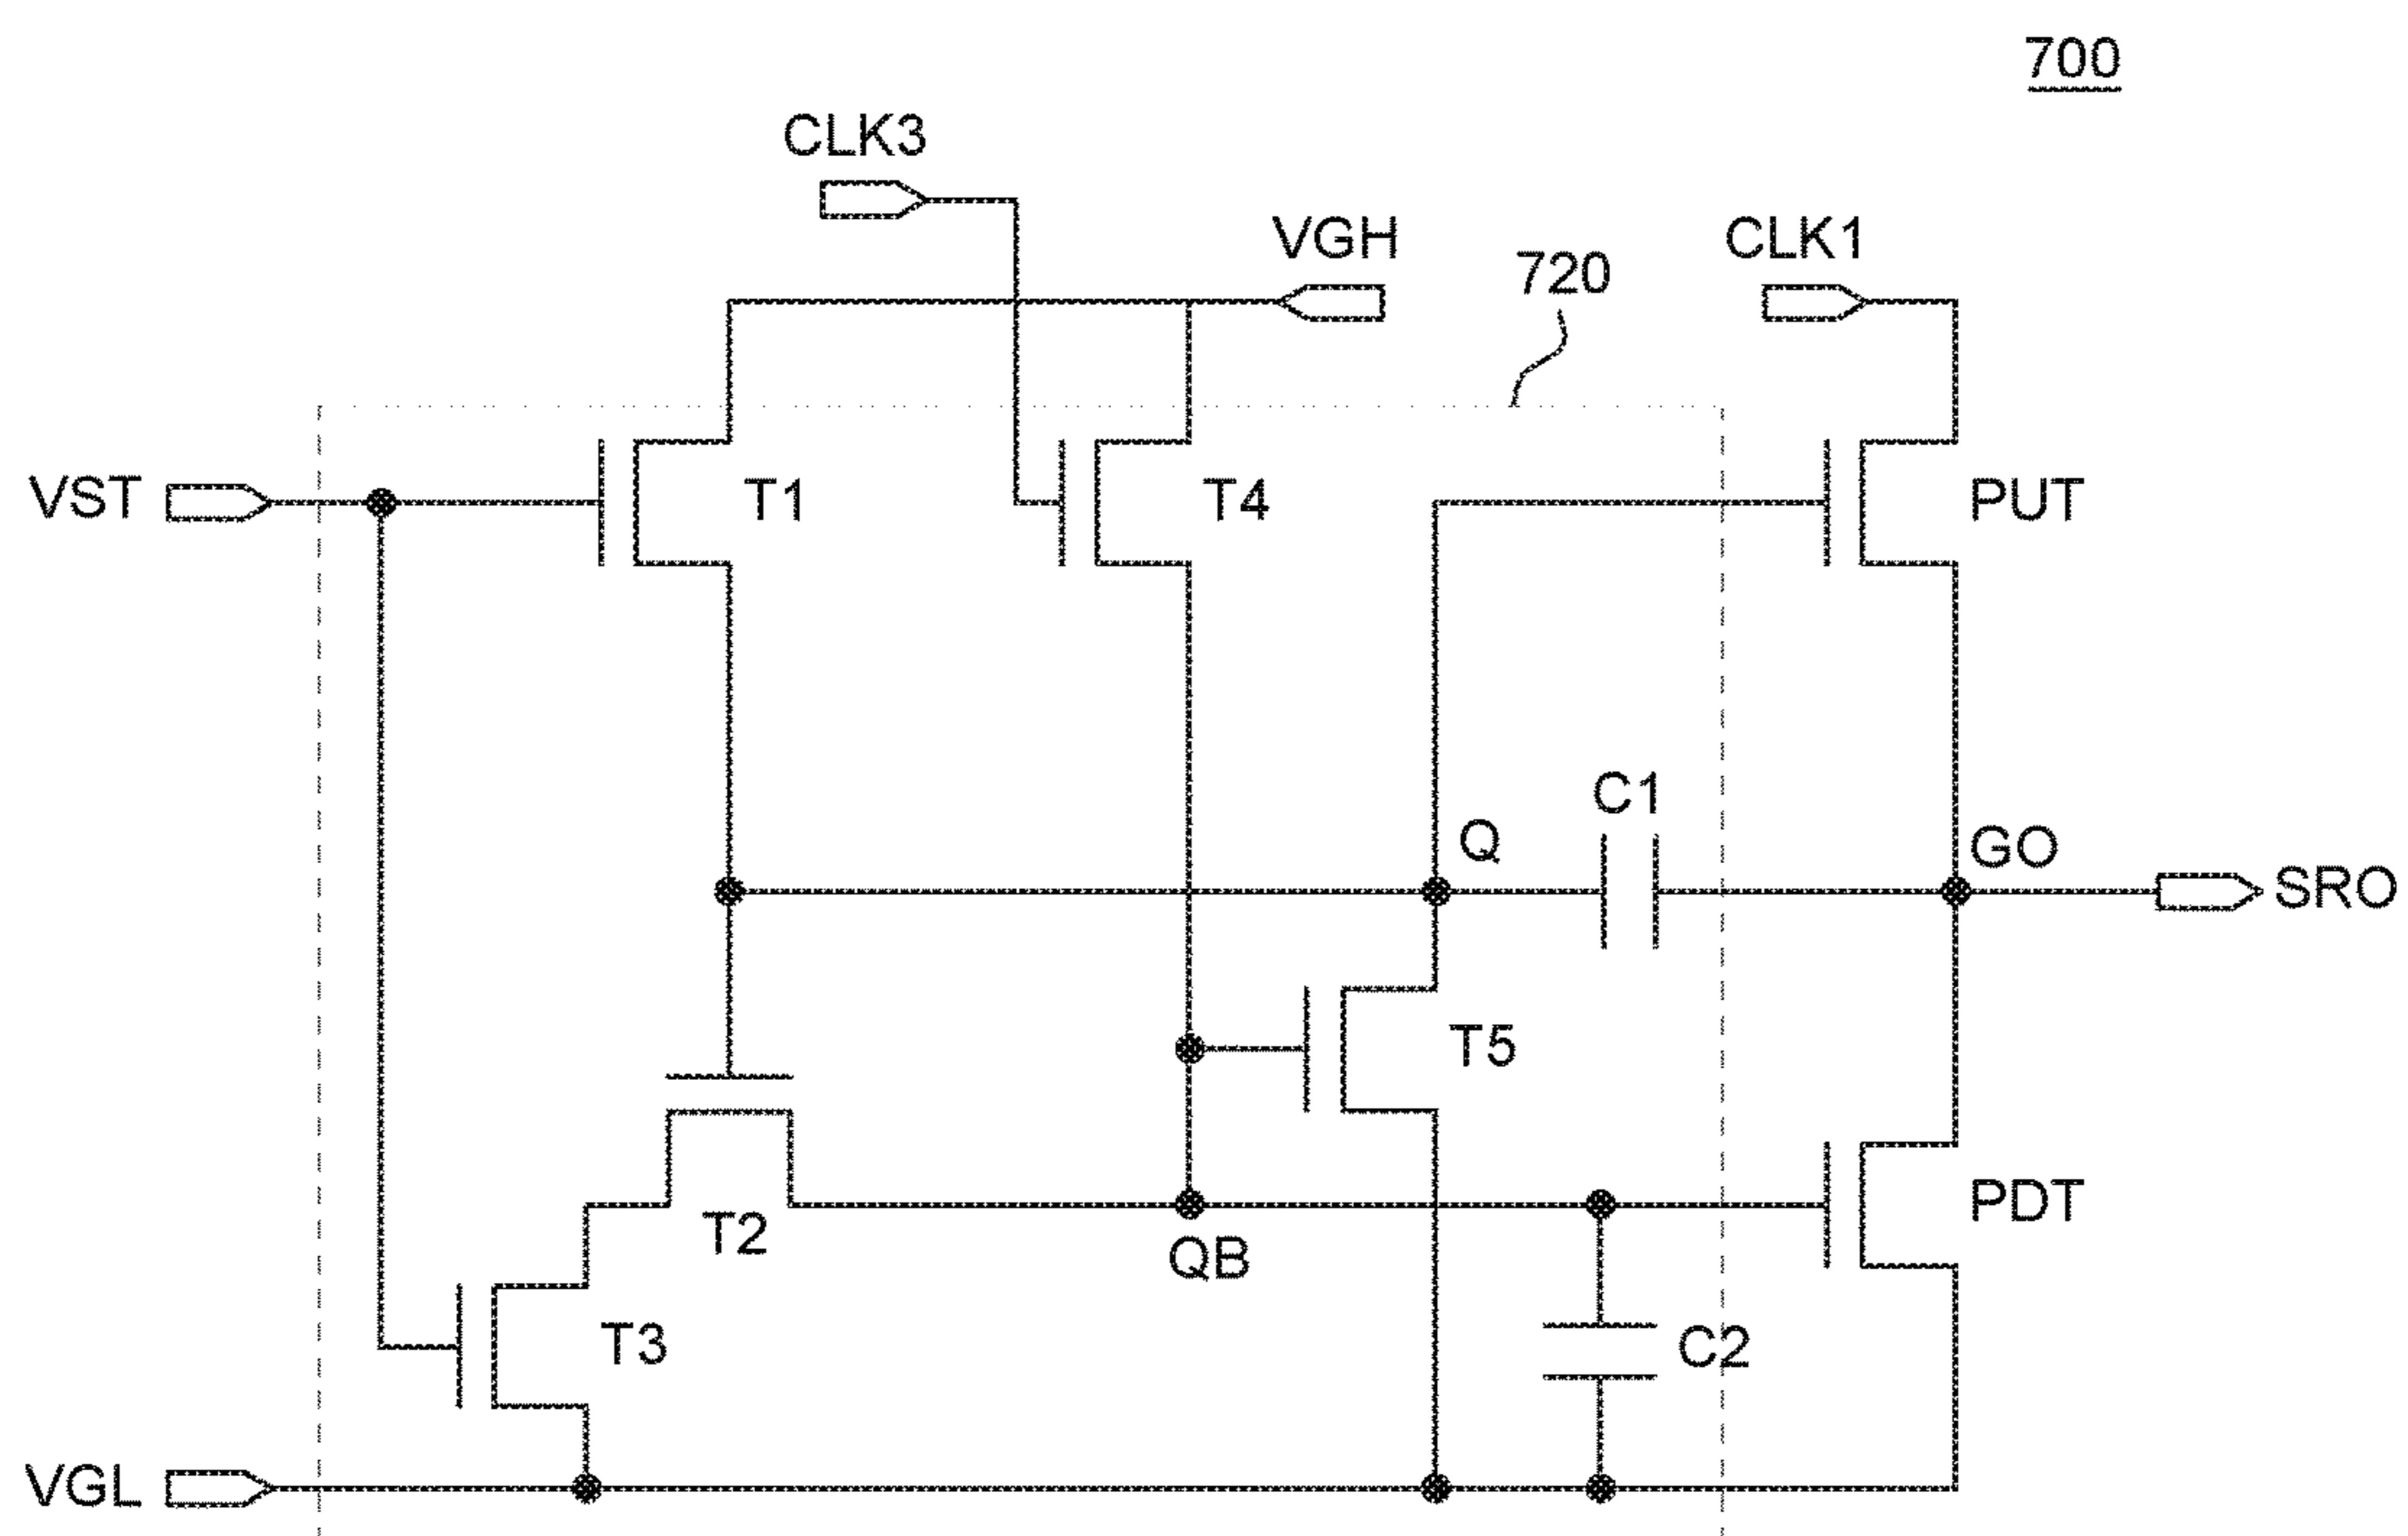 700
CLK3
VGH
CLK1
720
VST
T1
T4
PUT
C1
Q
GO
SRO
T5
T2
QB
PDT
T3
C2
VGL